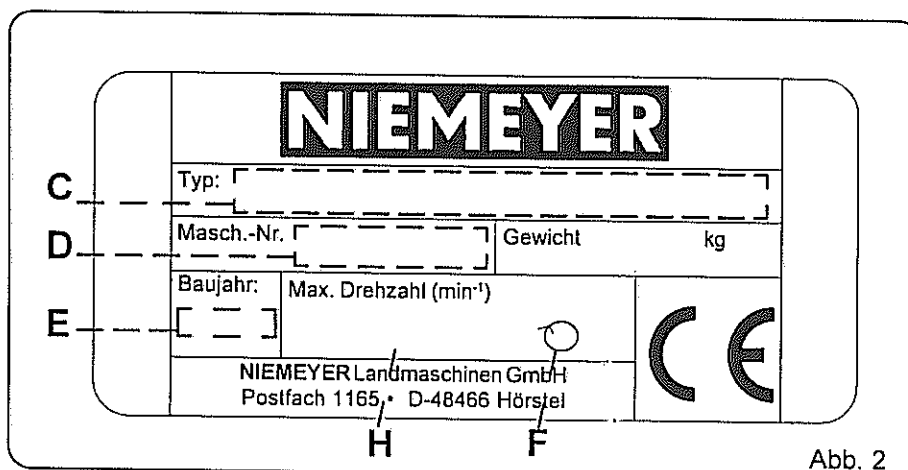 NIEMEYER
C
Typ:
D
Masch.-Nr.
Gewicht kg
E
Baujahr:
Max. Drehzahl (min⁻¹)
CE
NIEMEYER Landmaschinen GmbH
Postfach 1165 • D-48466 Hörstel
H
F
Abb. 2